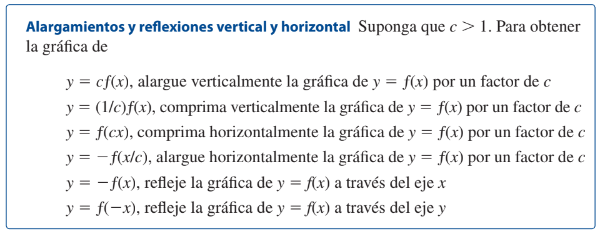 Alargamientos y reflexiones vertical y horizontal Suponga que c > 1. Para obtener
la gráfica de
y = cf(x), alargue verticalmente la gráfica de y = f(x) por un factor de c
y = (1/c)f(x), comprima verticalmente la gráfica de y = f(x) por un factor de c
y = f(cx), comprima horizontalmente la gráfica de y = f(x) por un factor de c
y = −f(x/c), alargue horizontalmente la gráfica de y = f(x) por un factor de c
y = −f(x), refleje la gráfica de y = f(x) a través del eje x
y = f(−x), refleje la gráfica de y = f(x) a través del eje y